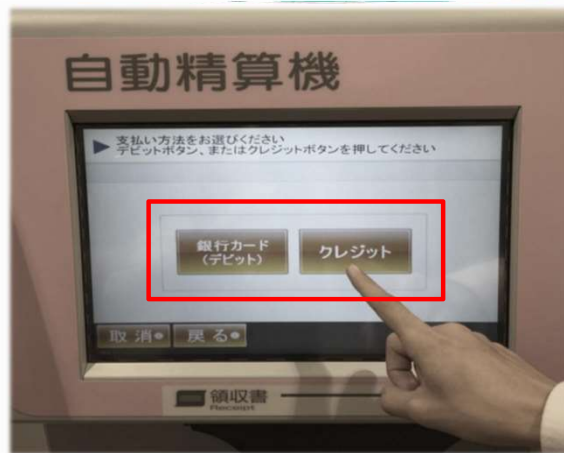 自動精算機
支払い方法をお選びください
デビットボタン、またはクレジットボタンを押してください
銀行カード
(デビット)
クレジット
取消
戻る
領収書
Receipt